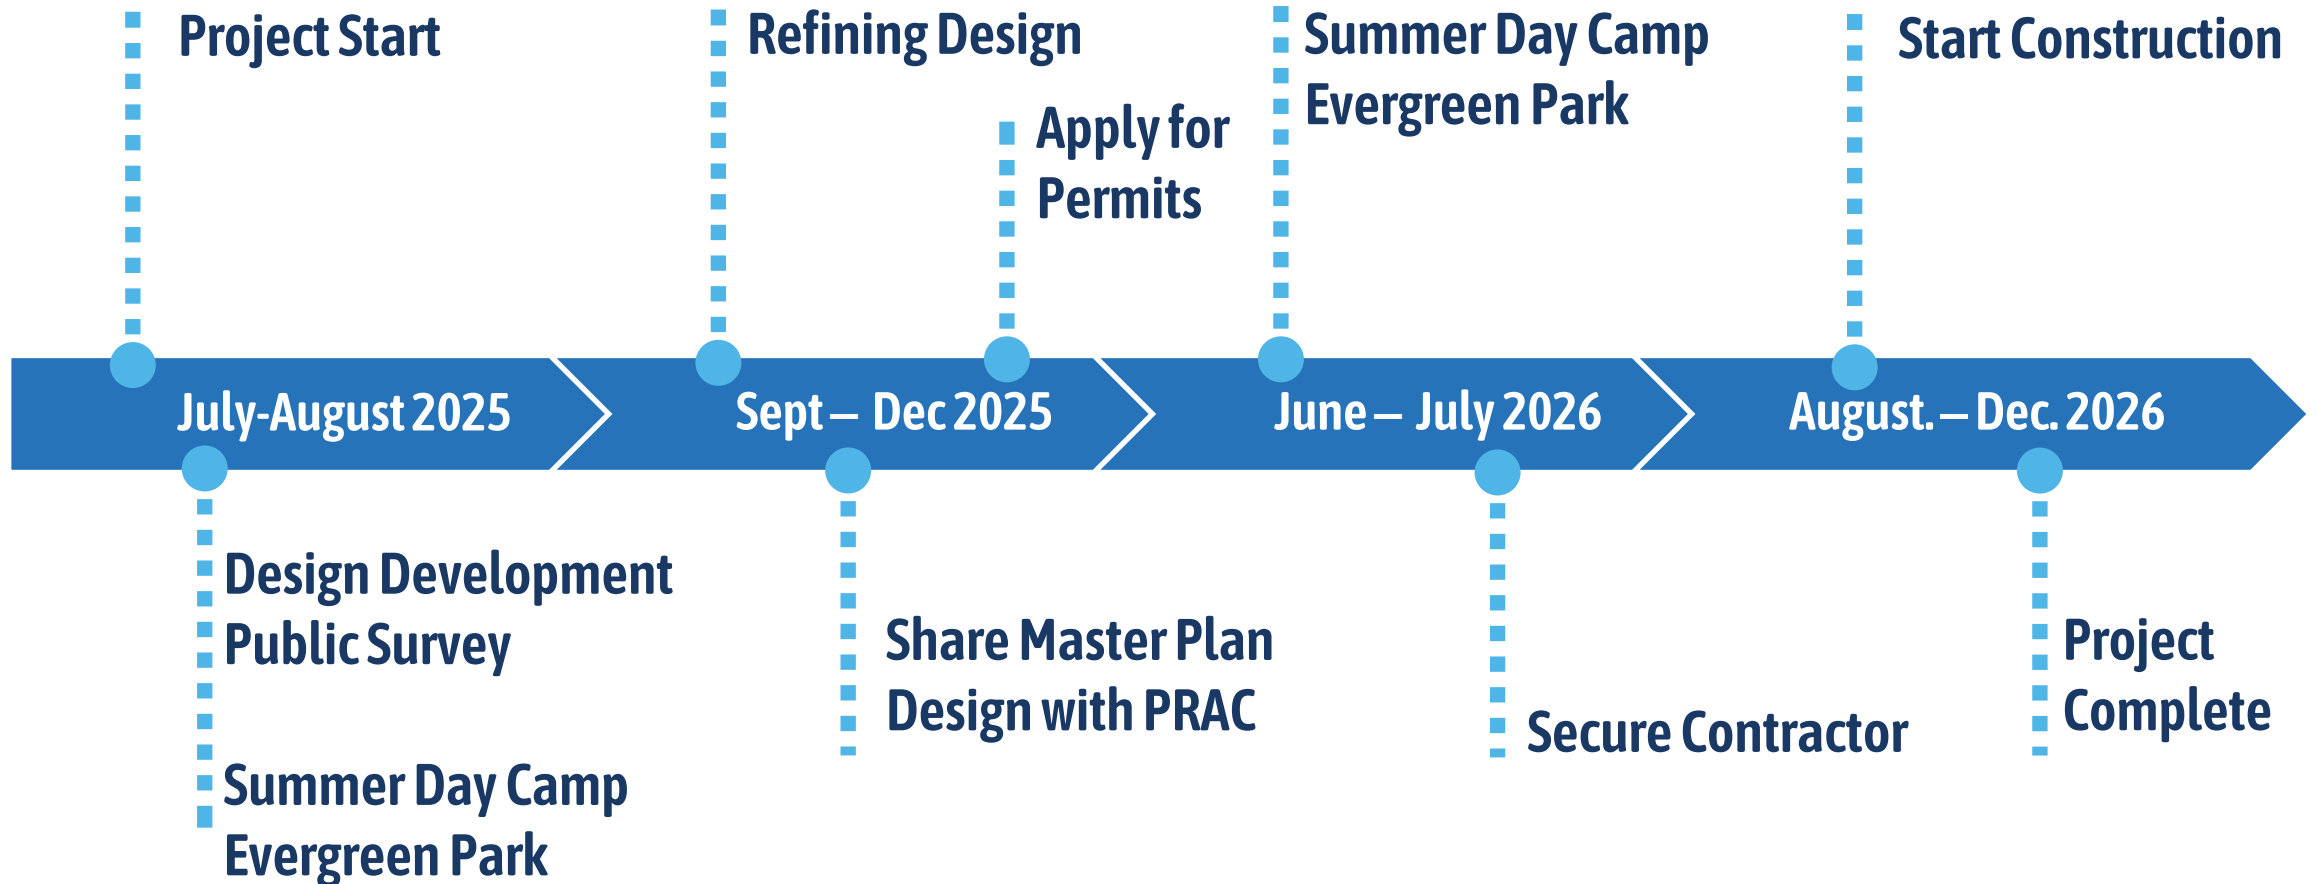 Project Start
Refining Design
Apply for
Permits
Summer Day Camp
Evergreen Park
Start Construction
July-August 2025
Sept – Dec 2025
June – July 2026
August. – Dec. 2026
Design Development
Public Survey
Summer Day Camp
Evergreen Park
Share Master Plan
Design with PRAC
Secure Contractor
Project
Complete